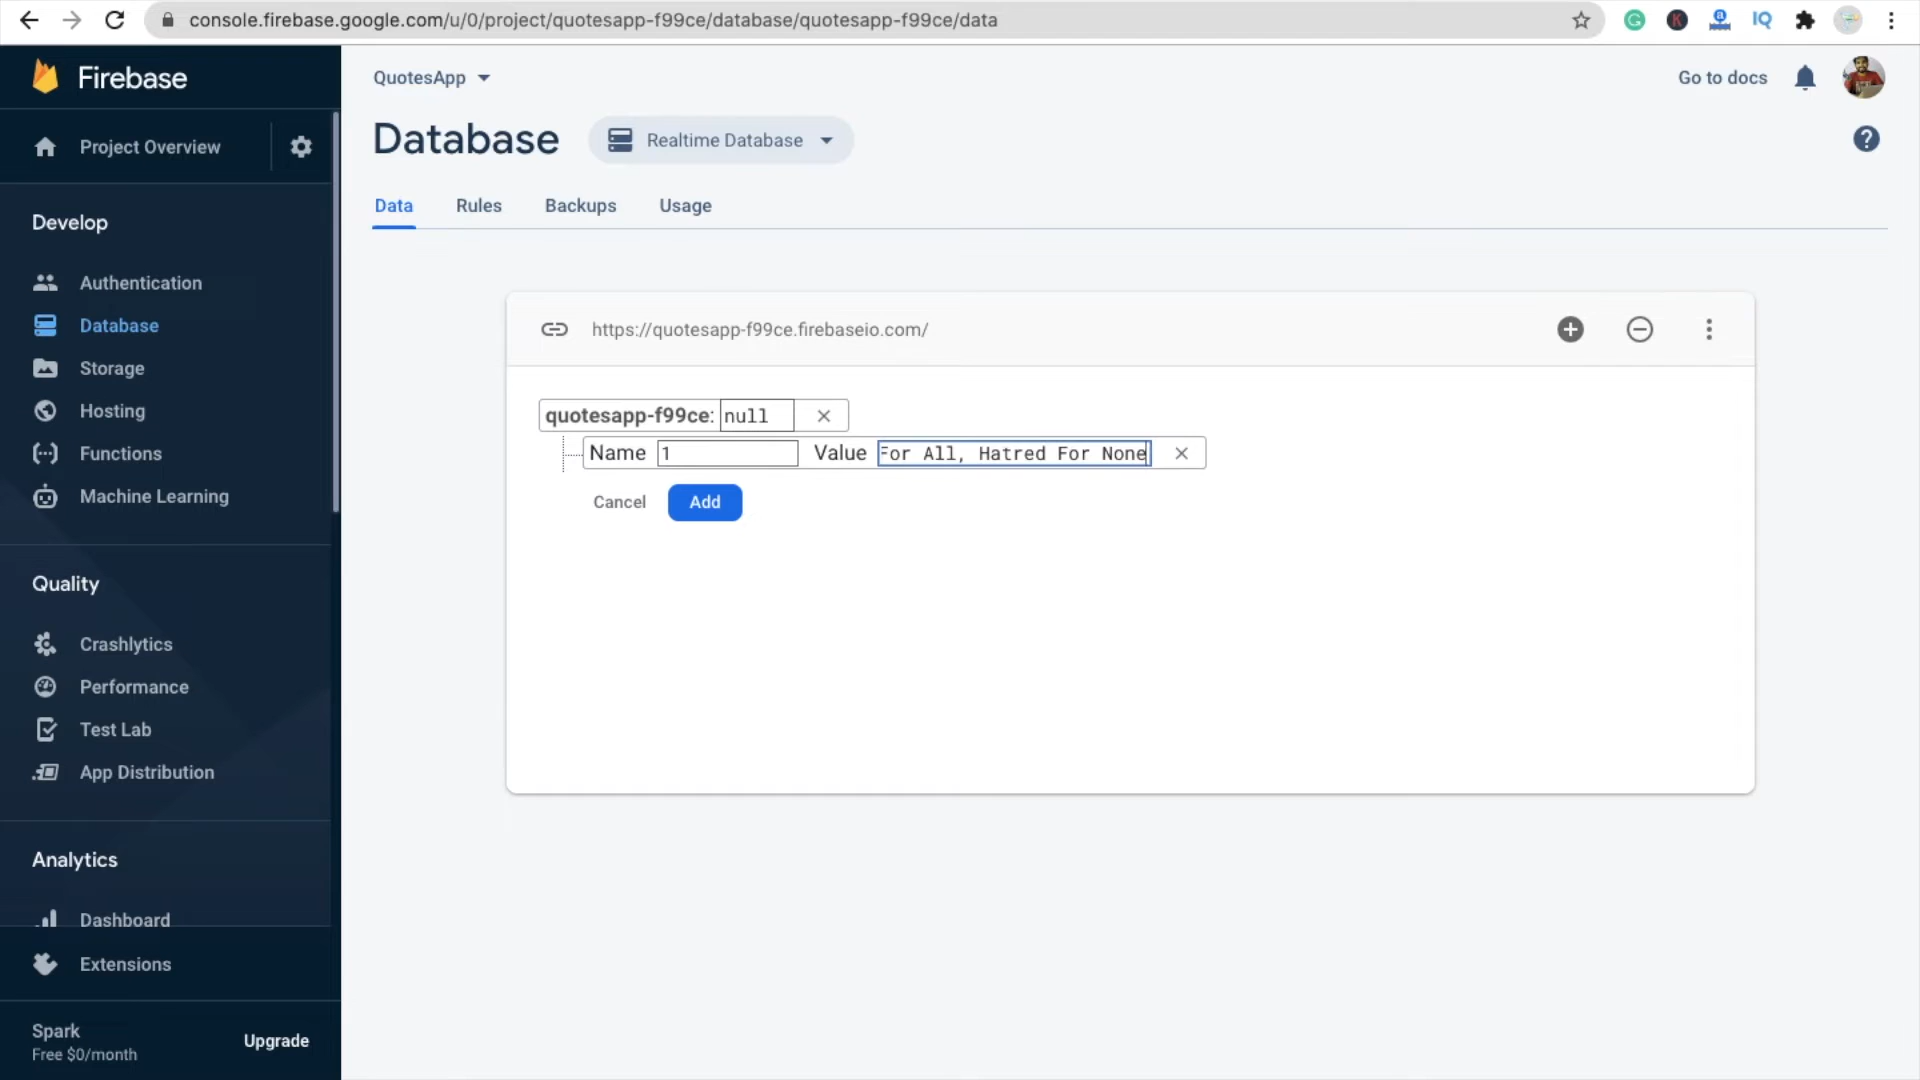 console.firebase.google.com/u/0/project/quotesapp-f99ce/database/quotesapp-f99ce/data
Firebase
QuotesApp
Go to docs
Project Overview
Database
Realtime Database
Data Rules Backups Usage
Develop
Authentication
Database
Storage
Hosting
Functions
Machine Learning
https://quotesapp-f99ce.firebaseio.com/
quotesapp-f99ce: null
Name 1 Value For All, Hatred For None
Cancel Add
Quality
Crashlytics
Performance
Test Lab
App Distribution
Analytics
Dashboard
Extensions
Spark
Free $0/month
Upgrade